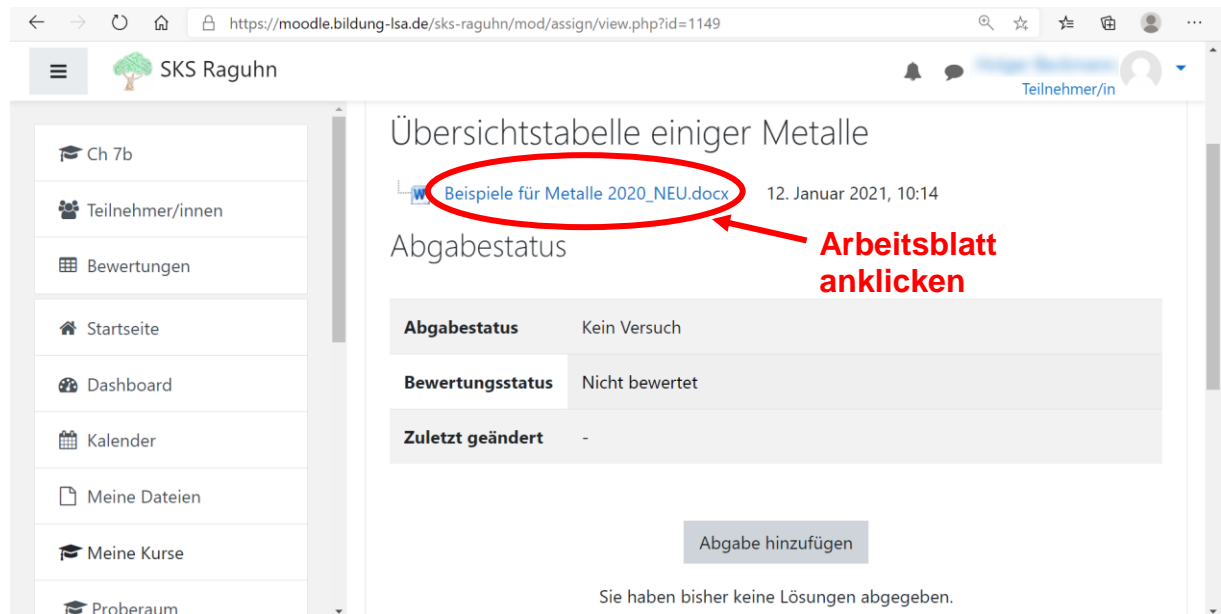 https://moodle.bildung-lsa.de/sks-raguhn/mod/assign/view.php?id=1149
SKS Raguhn
Teilnehmer/in
Ch 7b
Teilnehmer/innen
Bewertungen
Startseite
Dashboard
Kalender
Meine Dateien
Meine Kurse
Proberaum
Übersichtstabelle einiger Metalle
Beispiele für Metalle 2020_NEU.docx 12. Januar 2021, 10:14
Arbeitsblatt
anklicken
Abgabestatus
Abgabestatus Kein Versuch
Bewertungsstatus Nicht bewertet
Zuletzt geändert -
Abgabe hinzufügen
Sie haben bisher keine Lösungen abgegeben.